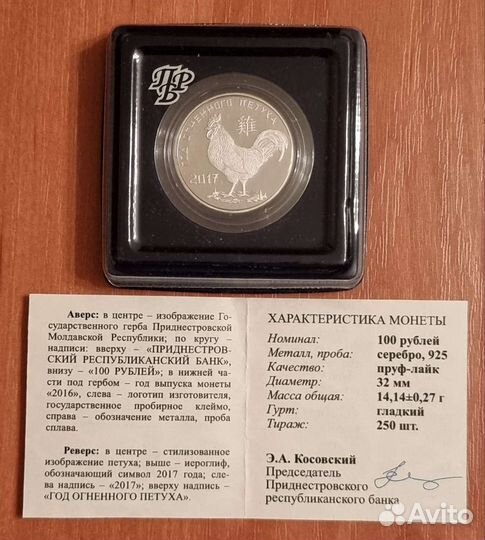 ПРБ
ГОД ОГНЕННОГО ПЕТУХА
雞
2017
Аверс: в центре – изображение Го-
сударственного герба Приднестровской
Молдавской Республики; по кругу –
надписи: вверху – «ПРИДНЕСТРОВ-
СКИЙ РЕСПУБЛИКАНСКИЙ БАНК»,
внизу – «100 РУБЛЕЙ»; в нижней ча-
сти под гербом – год выпуска монеты
«2016», слева – логотип изготовителя,
государственное пробирное клеймо,
справа – обозначение металла, проба
сплава.
Реверс: в центре – стилизованное
изображение петуха; выше – иероглиф,
обозначающий символ 2017 года; сле-
ва надпись – «2017»; вверху надпись –
«ГОД ОГНЕННОГО ПЕТУХА».
ХАРАКТЕРИСТИКА МОНЕТЫ
Номинал: 100 рублей
Металл, проба: серебро, 925
Качество: пруф-лайк
Диаметр: 32 мм
Масса общая: 14,14±0,27 г
Гурт: гладкий
Тираж: 250 шт.
Э.А. Косовский
Председатель
Приднестровского
республиканского банка
Avito